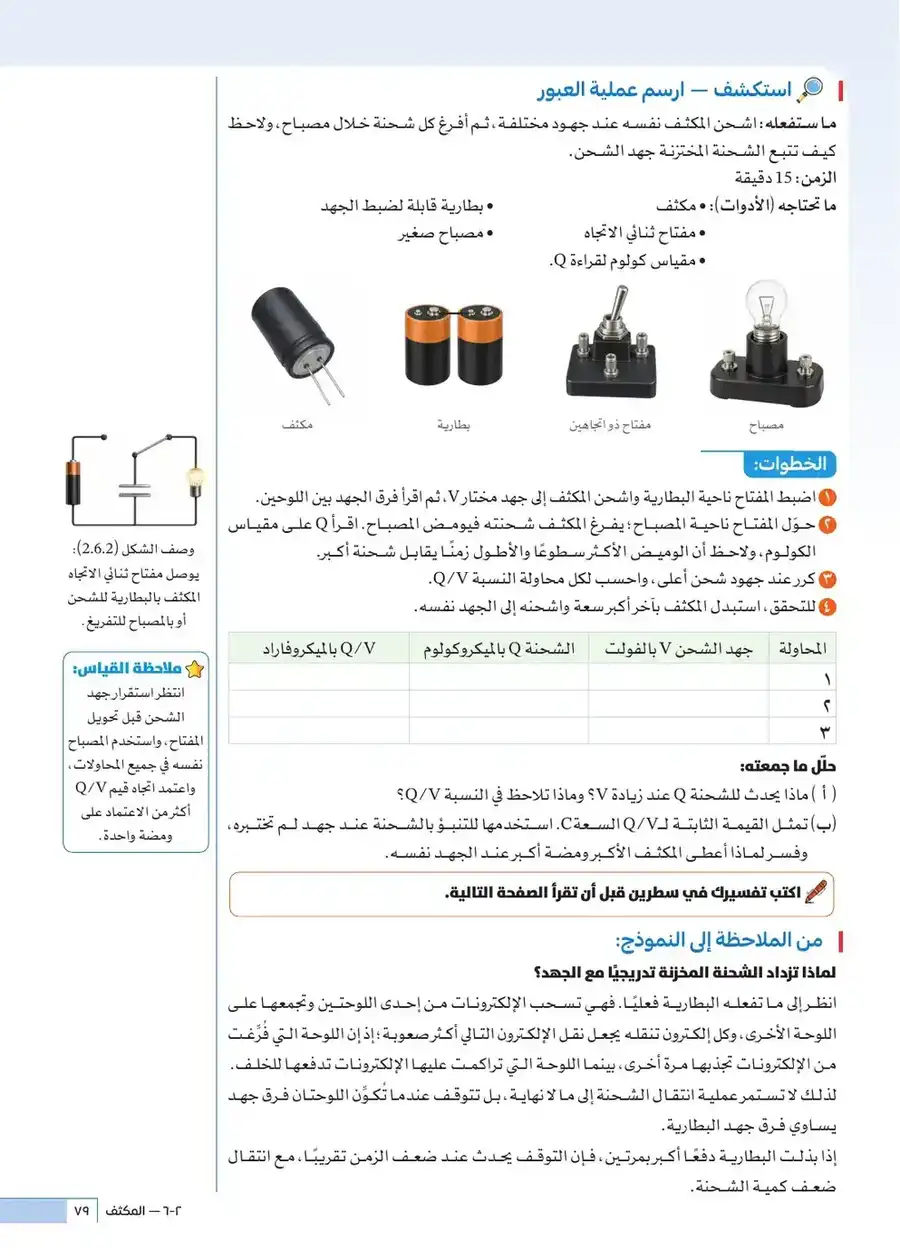 استكشف — ارسم عملية العبور
ما ستفعله: اشحن المكثف نفسه عند جهود مختلفة، ثم أفرغ كل شحنة خلال مصباح، ولاحظ
كيف تتبع الشحنة المختزنة جهد الشحن.
الزمن: 15 دقيقة
ما تحتاجه (الأدوات): • مكثف • بطارية قابلة لضبط الجهد
• مفتاح ثنائي الاتجاه • مصباح صغير
• مقياس كولوم لقراءة Q.
مصباح
مفتاح ذو اتجاهين
بطارية
مكثف
الخطوات:
١ اضبط المفتاح ناحية البطارية واشحن المكثف إلى جهد مختار V، ثم اقرأ فرق الجهد بين اللوحين.
٢ حوّل المفتاح ناحية المصباح؛ يفرغ المكثف شحنته فيومض المصباح. اقرأ Q على مقياس
الكولوم، ولاحظ أن الوميض الأكثر سطوعًا والأطول زمنًا يقابل شحنة أكبر.
٣ كرر عند جهود شحن أعلى، واحسب لكل محاولة النسبة Q/V.
٤ للتحقق، استبدل المكثف بآخر أكبر سعة واشحنه إلى الجهد نفسه.
المحاولة جهد الشحن V بالفولت الشحنة Q بالميكروكولوم Q/V بالميكروفاراد
١
٢
٣
حلّل ما جمعته:
(أ) ماذا يحدث للشحنة Q عند زيادة V؟ وماذا تلاحظ في النسبة Q/V؟
(ب) تمثل القيمة الثابتة لـQ/V السعة C. استخدمها للتنبؤ بالشحنة عند جهد لم تختبره،
وفسر لماذا أعطى المكثف الأكبر ومضة أكبر عند الجهد نفسه.
اكتب تفسيرك في سطرين قبل أن تقرأ الصفحة التالية.
من الملاحظة إلى النموذج:
لماذا تزداد الشحنة المخزنة تدريجيًا مع الجهد؟
انظر إلى ما تفعله البطارية فعليًا. فهي تسحب الإلكترونات من إحدى اللوحتين وتجمعها على
اللوحة الأخرى، وكل إلكترون تنقله يجعل نقل الإلكترون التالي أكثر صعوبة؛ إذ إن اللوحة التي فُرِّغت
من الإلكترونات تجذبها مرة أخرى، بينما اللوحة التي تراكمت عليها الإلكترونات تدفعها للخلف.
لذلك لا تستمر عملية انتقال الشحنة إلى ما لا نهاية، بل تتوقف عندما تُكوِّن اللوحتان فرق جهد
يساوي فرق جهد البطارية.
إذا بذلت البطارية دفعًا أكبر بمرتين، فإن التوقف يحدث عند ضعف الزمن تقريبًا، مع انتقال
ضعف كمية الشحنة.
وصف الشكل (2.6.2):
يوصل مفتاح ثنائي الاتجاه
المكثف بالبطارية للشحن
أو بالمصباح للتفريغ.
ملاحظة القياس:
انتظر استقرار جهد
الشحن قبل تحويل
المفتاح، واستخدم المصباح
نفسه في جميع المحاولات،
واعتمد اتجاه قيم Q/V
أكثر من الاعتماد على
ومضة واحدة.
٢-٦ — المكثف ٧٩